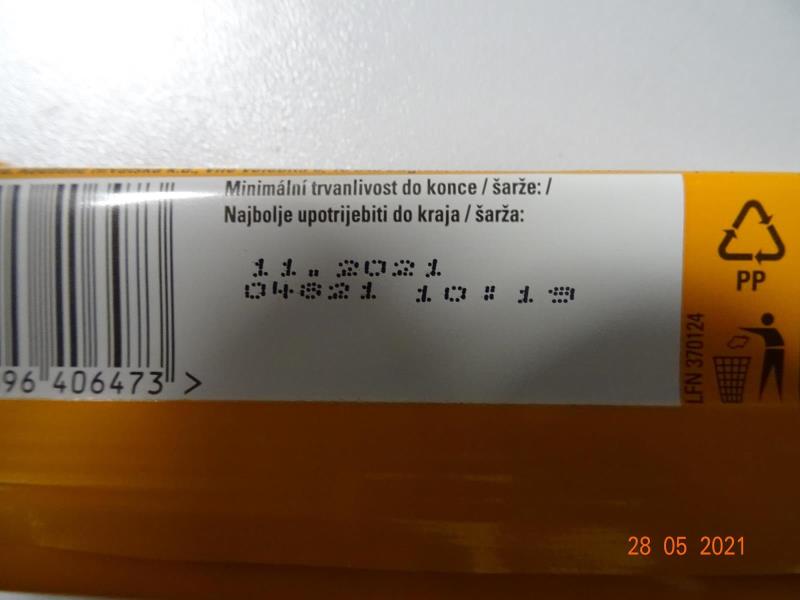 Minimální trvanlivost do konce / šarže: /
Najbolje upotrijebiti do kraja / šarža:
11.2021
04821 10:19
96 406473 >
PP
LFN 370124
28 05 2021